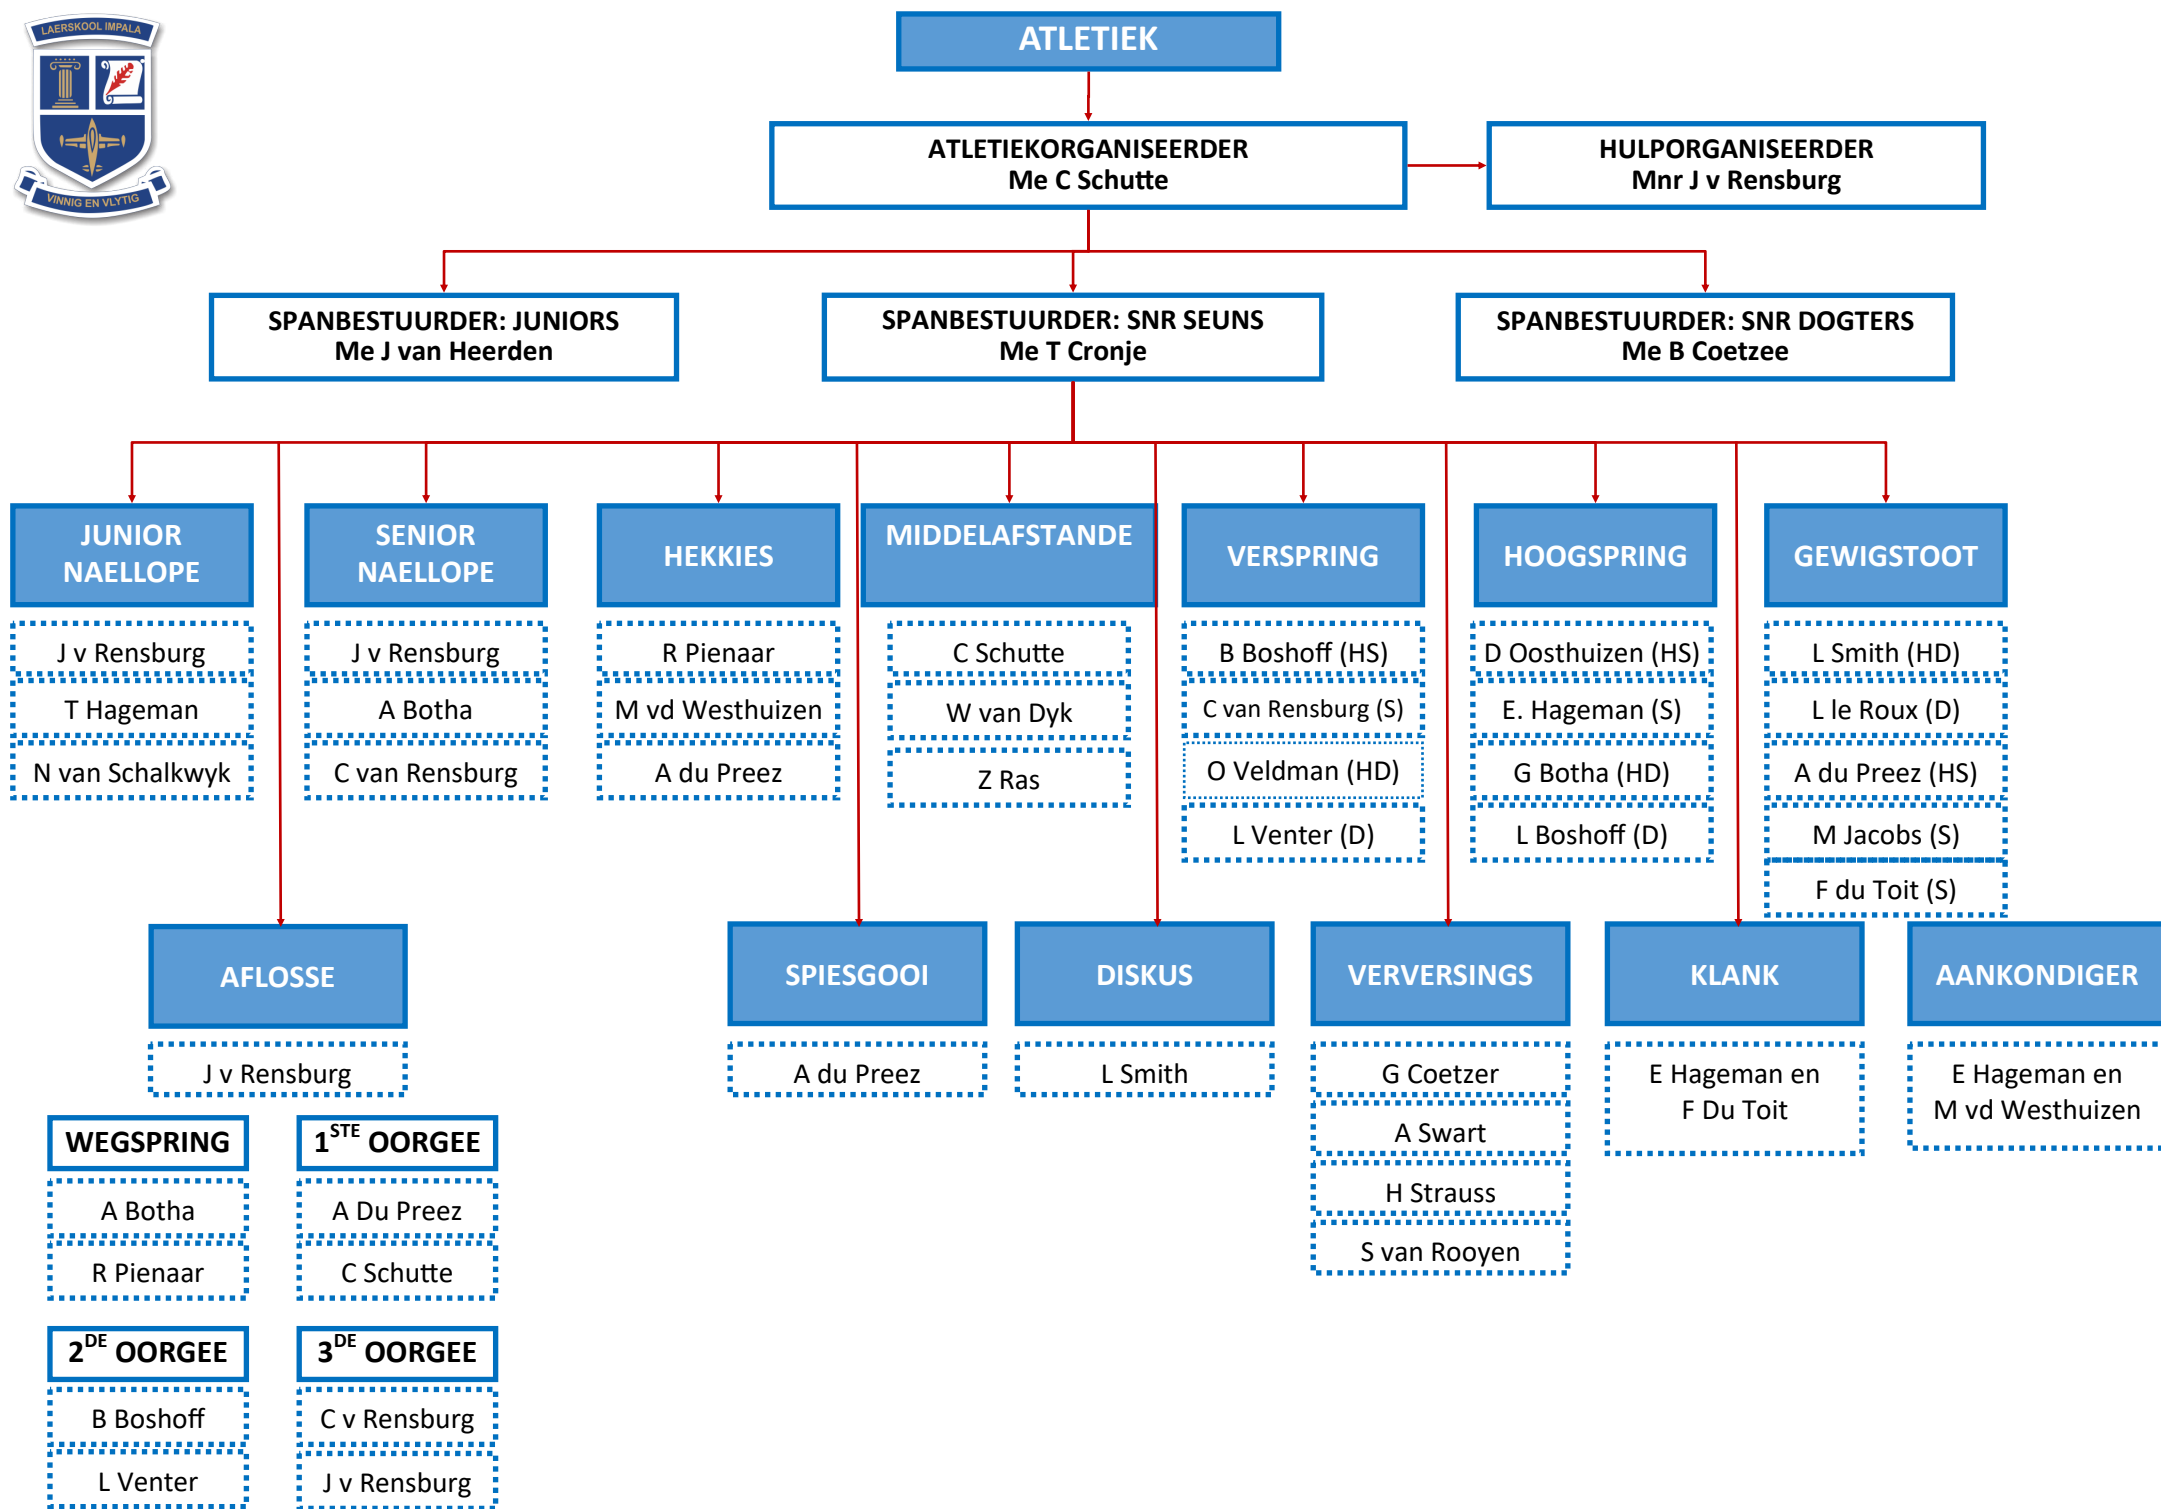 LAERSKOOL IMPALA
VINNIG EN VLYTIG
ATLETIEK
ATLETIEKORGANISEERDER
Me C Schutte
HULPORGANISEERDER
Mnr J v Rensburg
SPANBESTUURDER: JUNIORS
Me J van Heerden
SPANBESTUURDER: SNR SEUNS
Me T Cronje
SPANBESTUURDER: SNR DOGTERS
Me B Coetzee
JUNIOR
NAELLOPE
J v Rensburg
T Hageman
N van Schalkwyk
SENIOR
NAELLOPE
J v Rensburg
A Botha
C van Rensburg
HEKKIES
R Pienaar
M vd Westhuizen
A du Preez
MIDDELAFSTANDE
C Schutte
W van Dyk
Z Ras
VERSPRING
B Boshoff (HS)
C van Rensburg (S)
O Veldman (HD)
L Venter (D)
HOOGSPRING
D Oosthuizen (HS)
E. Hageman (S)
G Botha (HD)
L Boshoff (D)
GEWIGSTOOT
L Smith (HD)
L le Roux (D)
A du Preez (HS)
M Jacobs (S)
F du Toit (S)
AFLOSSE
J v Rensburg
WEGSPRING
A Botha
R Pienaar
1STE OORGEE
A Du Preez
C Schutte
2DE OORGEE
B Boshoff
L Venter
3DE OORGEE
C v Rensburg
J v Rensburg
SPIESGOOI
A du Preez
DISKUS
L Smith
VERVERSINGS
G Coetzer
A Swart
H Strauss
S van Rooyen
KLANK
E Hageman en
F Du Toit
AANKONDIGER
E Hageman en
M vd Westhuizen